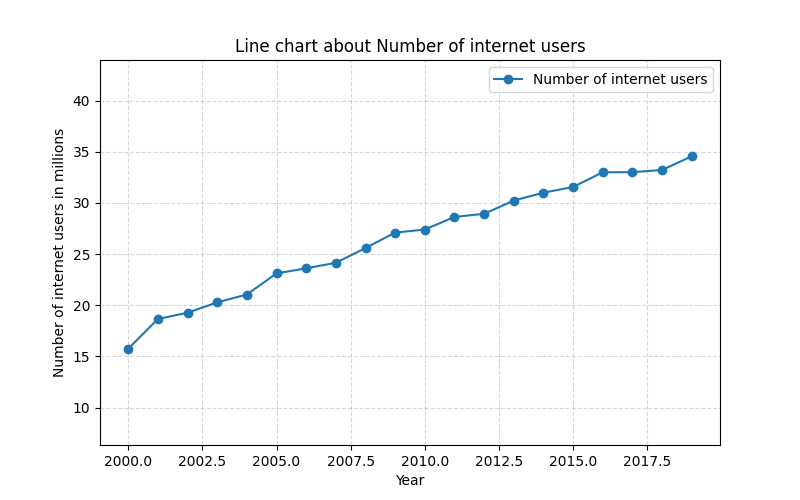 Line chart about Number of internet users
Number of internet users
Number of internet users in millions
40
35
30
25
20
15
10
2000.0 2002.5 2005.0 2007.5 2010.0 2012.5 2015.0 2017.5
Year